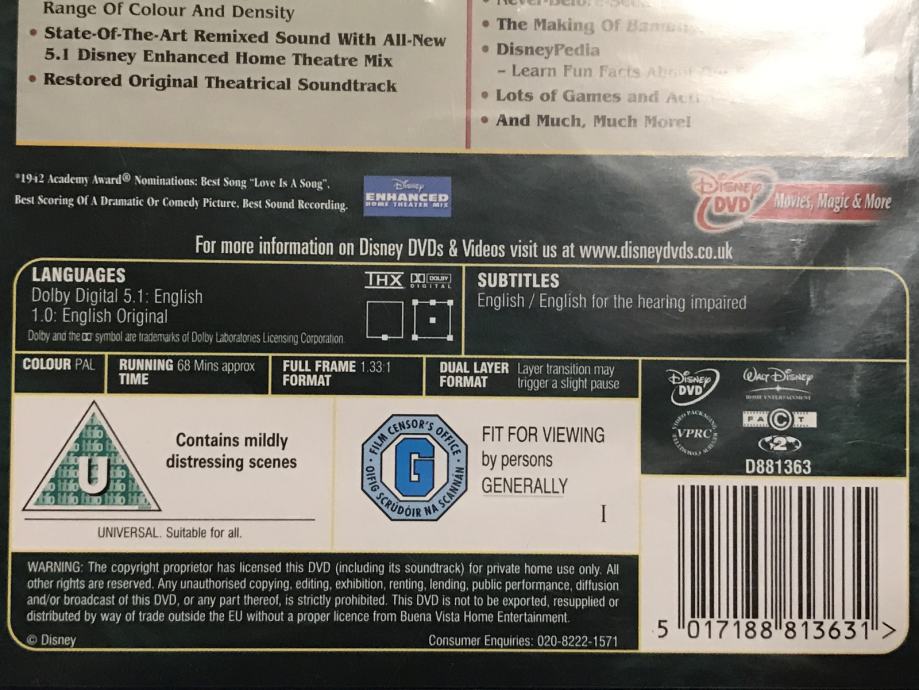 Range Of Colour And Density
• State-Of-The-Art Remixed Sound With All-New
5.1 Disney Enhanced Home Theatre Mix
• Restored Original Theatrical Soundtrack
• The Making Of
• DisneyPedia
– Learn Fun Facts About
• Lots of Games and
• And Much, Much More!
*1942 Academy Award® Nominations: Best Song "Love Is A Song",
Best Scoring Of A Dramatic Or Comedy Picture, Best Sound Recording.
Disney
ENHANCED
HOME THEATER MIX
DISNEY
DVD
Movies, Magic & More
For more information on Disney DVDs & Videos visit us at www.disneydvds.co.uk
LANGUAGES
Dolby Digital 5.1: English
1.0: English Original
Dolby and the symbol are trademarks of Dolby Laboratories Licensing Corporation.
THX
DOLBY
DIGITAL
SUBTITLES
English / English for the hearing impaired
COLOUR PAL
RUNNING 68 Mins approx
TIME
FULL FRAME 1.33:1
FORMAT
DUAL LAYER Layer transition may
FORMAT trigger a slight pause
U
Contains mildly
distressing scenes
UNIVERSAL. Suitable for all.
· FILM CENSOR'S OFFICE ·
OIFIG SCRÚDÓIR NA SCANNÁN
G
FIT FOR VIEWING
by persons
GENERALLY
I
DISNEY
DVD
WALT DISNEY
HOME ENTERTAINMENT
VPRC
FACT
2
D881363
WARNING: The copyright proprietor has licensed this DVD (including its soundtrack) for private home use only. All
other rights are reserved. Any unauthorised copying, editing, exhibition, renting, lending, public performance, diffusion
and/or broadcast of this DVD, or any part thereof, is strictly prohibited. This DVD is not to be exported, resupplied or
distributed by way of trade outside the EU without a proper licence from Buena Vista Home Entertainment.
© Disney
Consumer Enquiries: 020-8222-1571
5 017188 813631 >